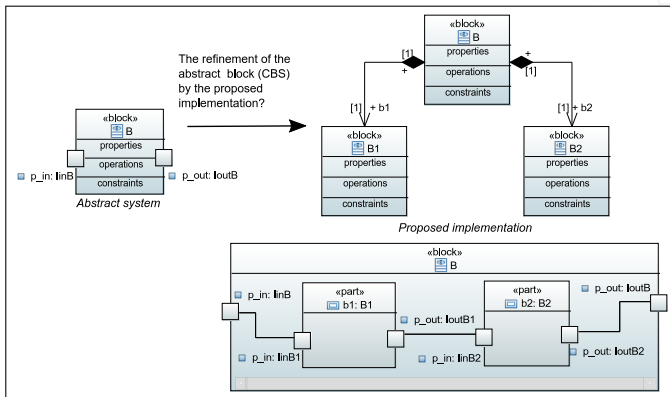 The refinement of the
abstract block (CBS)
by the proposed
implementation?
«block»
B
properties
operations
constraints
p_in: IinB
p_out: IoutB
Abstract system
«block»
B
properties
operations
constraints
[1]
+
+
[1]
[1] + b1
[1] + b2
«block»
B1
properties
operations
constraints
«block»
B2
properties
operations
constraints
Proposed implementation
«block»
B
p_in: IinB
«part»
b1: B1
p_out: IoutB1
«part»
b2: B2
p_out: IoutB
p_in: IinB1
p_in: IinB2
p_out: IoutB2